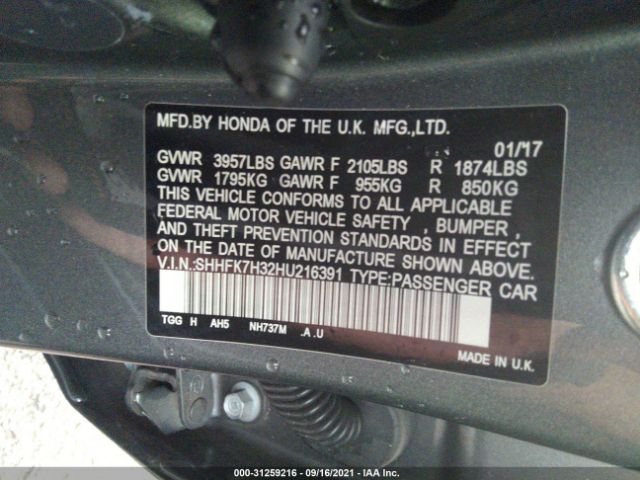 MFD.BY HONDA OF THE U.K. MFG.,LTD.
01/17
GVWR 3957LBS GAWR F 2105LBS R 1874LBS
GVWR 1795KG GAWR F 955KG R 850KG
THIS VEHICLE CONFORMS TO ALL APPLICABLE
FEDERAL MOTOR VEHICLE SAFETY , BUMPER ,
AND THEFT PREVENTION STANDARDS IN EFFECT
ON THE DATE OF MANUFACTURE SHOWN ABOVE.
V.I.N.:SHHFK7H32HU216391 TYPE:PASSENGER CAR
TGG H AH5 NH737M .A .U
MADE IN U.K.
000-31259216 - 09/16/2021 - IAA Inc.